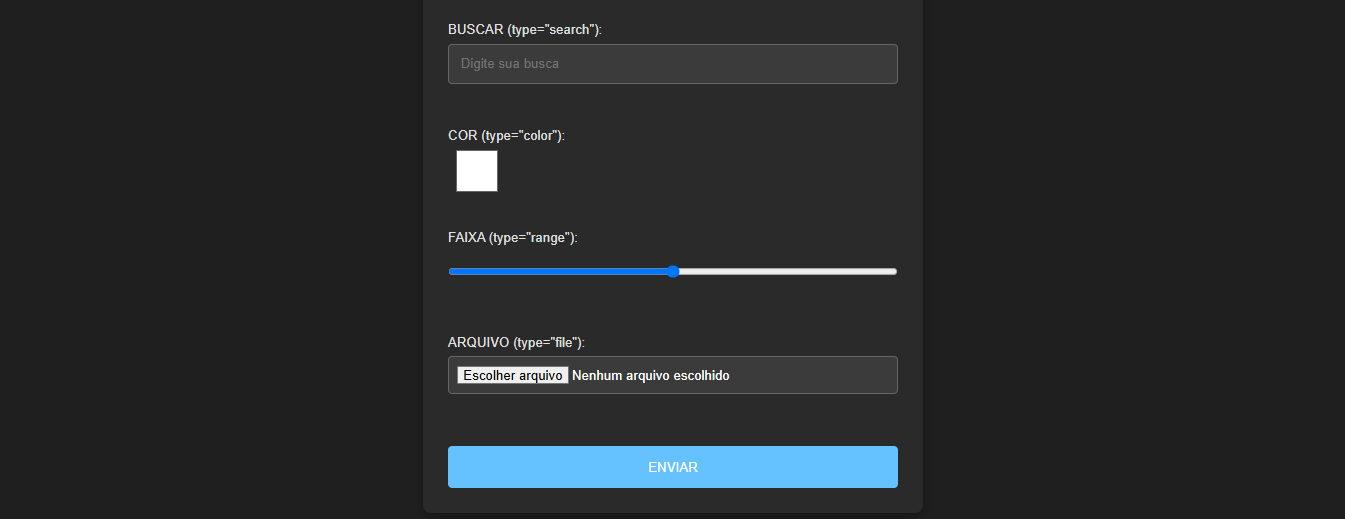 BUSCAR (type="search"):
Digite sua busca
COR (type="color"):
FAIXA (type="range"):
ARQUIVO (type="file"):
Escolher arquivo Nenhum arquivo escolhido
ENVIAR